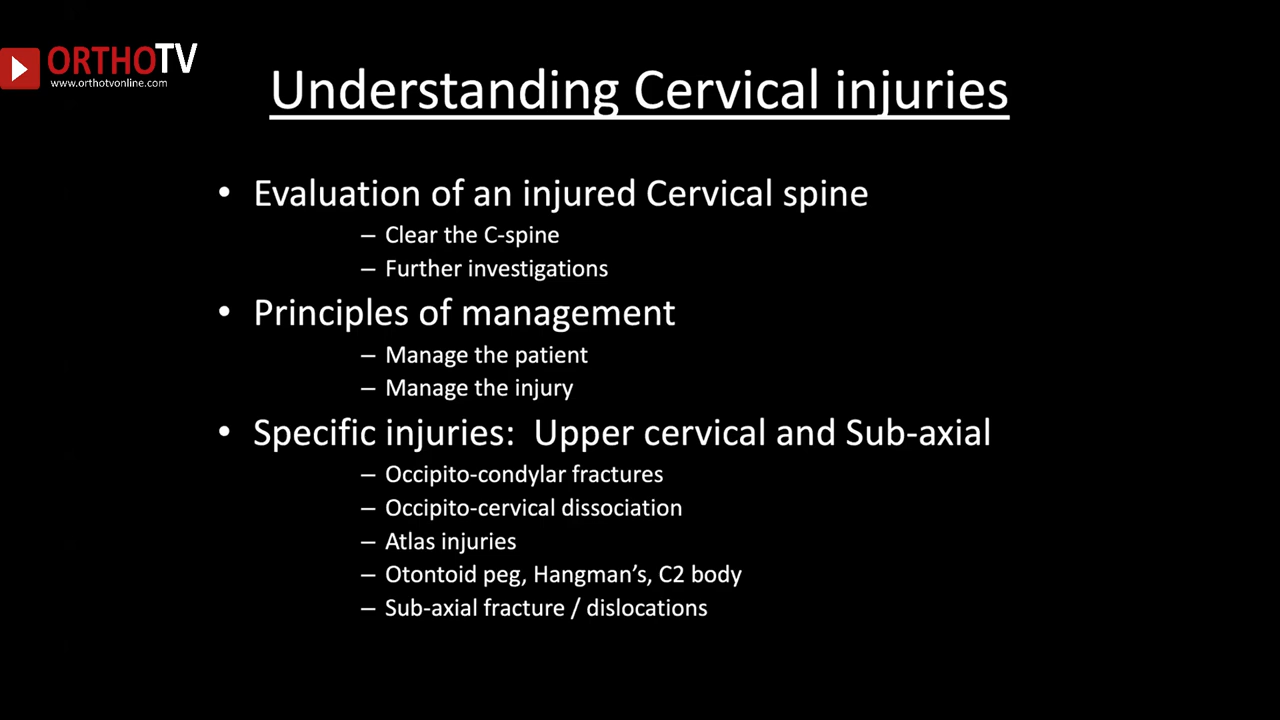 ORTHOTV
www.orthotvonline.com
Understanding Cervical injuries
• Evaluation of an injured Cervical spine
– Clear the C-spine
– Further investigations
• Principles of management
– Manage the patient
– Manage the injury
• Specific injuries: Upper cervical and Sub-axial
– Occipito-condylar fractures
– Occipito-cervical dissociation
– Atlas injuries
– Otontoid peg, Hangman’s, C2 body
– Sub-axial fracture / dislocations